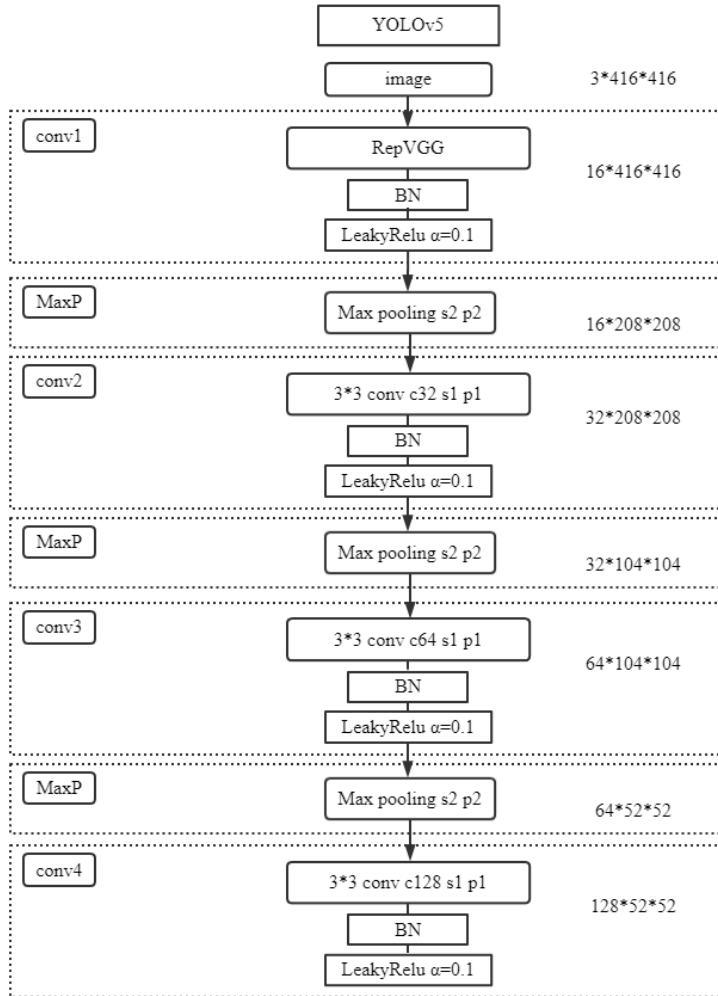 YOLOv5
image
3*416*416
conv1
RepVGG
16*416*416
BN
LeakyRelu α=0.1
MaxP
Max pooling s2 p2
16*208*208
conv2
3*3 conv c32 s1 p1
32*208*208
BN
LeakyRelu α=0.1
MaxP
Max pooling s2 p2
32*104*104
conv3
3*3 conv c64 s1 p1
64*104*104
BN
LeakyRelu α=0.1
MaxP
Max pooling s2 p2
64*52*52
conv4
3*3 conv c128 s1 p1
128*52*52
BN
LeakyRelu α=0.1